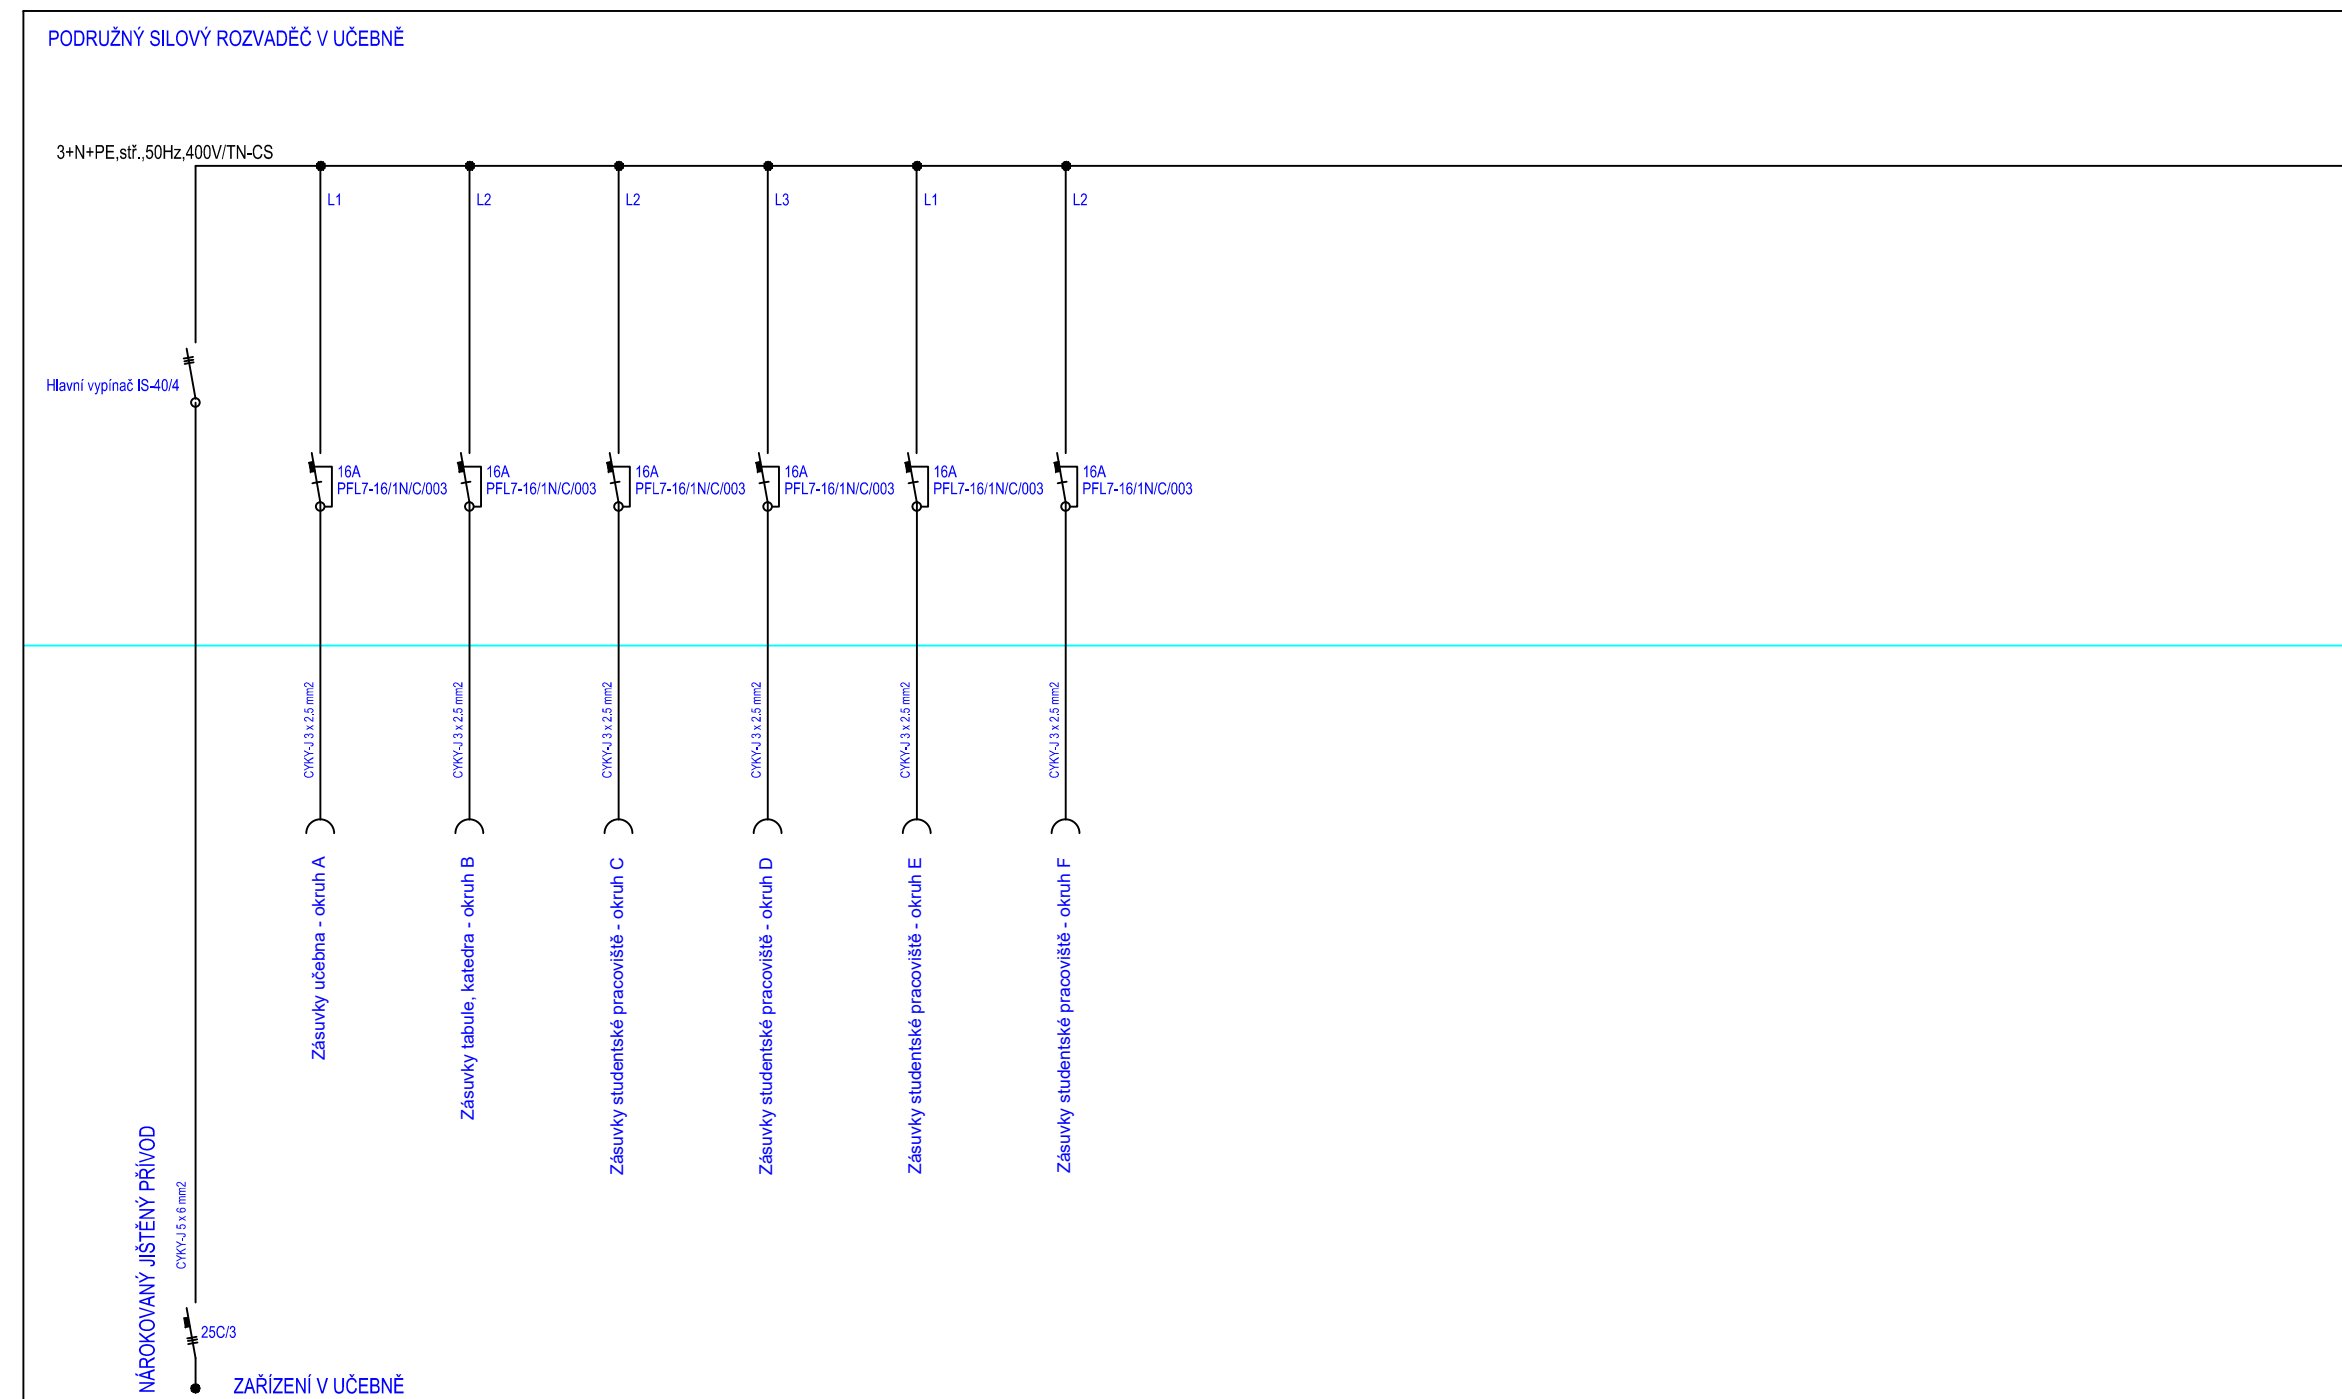 PODRUŽNÝ SILOVÝ ROZVADĚČ V UČEBNĚ
3+N+PE,stř.,50Hz,400V/TN-CS
L1
L2
L2
L3
L1
L2
Hlavní vypínač IS-40/4
16A
PFL7-16/1N/C/003
16A
PFL7-16/1N/C/003
16A
PFL7-16/1N/C/003
16A
PFL7-16/1N/C/003
16A
PFL7-16/1N/C/003
16A
PFL7-16/1N/C/003
CYKY-J 3 x 2.5 mm2
CYKY-J 3 x 2.5 mm2
CYKY-J 3 x 2.5 mm2
CYKY-J 3 x 2.5 mm2
CYKY-J 3 x 2.5 mm2
CYKY-J 3 x 2.5 mm2
Zásuvky učebna - okruh A
Zásuvky tabule, katedra - okruh B
Zásuvky studentské pracoviště - okruh C
Zásuvky studentské pracoviště - okruh D
Zásuvky studentské pracoviště - okruh E
Zásuvky studentské pracoviště - okruh F
NÁROKOVANÝ JIŠTĚNÝ PŘÍVOD
CYKY-J 5 x 6 mm2
25C/3
ZAŘÍZENÍ V UČEBNĚ